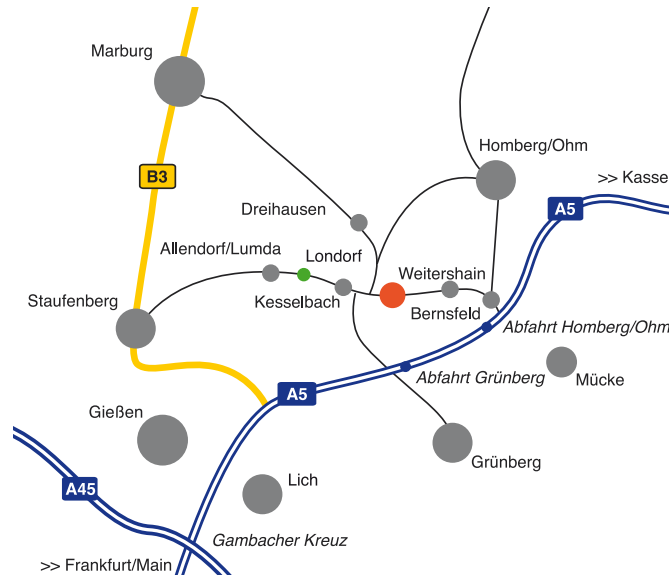 Marburg
Homberg/Ohm
B3
>> Kasse
A5
Dreihausen
Allendorf/Lumda
Londorf
Weitershain
Staufenberg
Kesselbach
Bernsfeld
Abfahrt Homberg/Ohm
Abfahrt Grünberg
Mücke
A5
Gießen
Grünberg
Lich
A45
Gambacher Kreuz
>> Frankfurt/Main